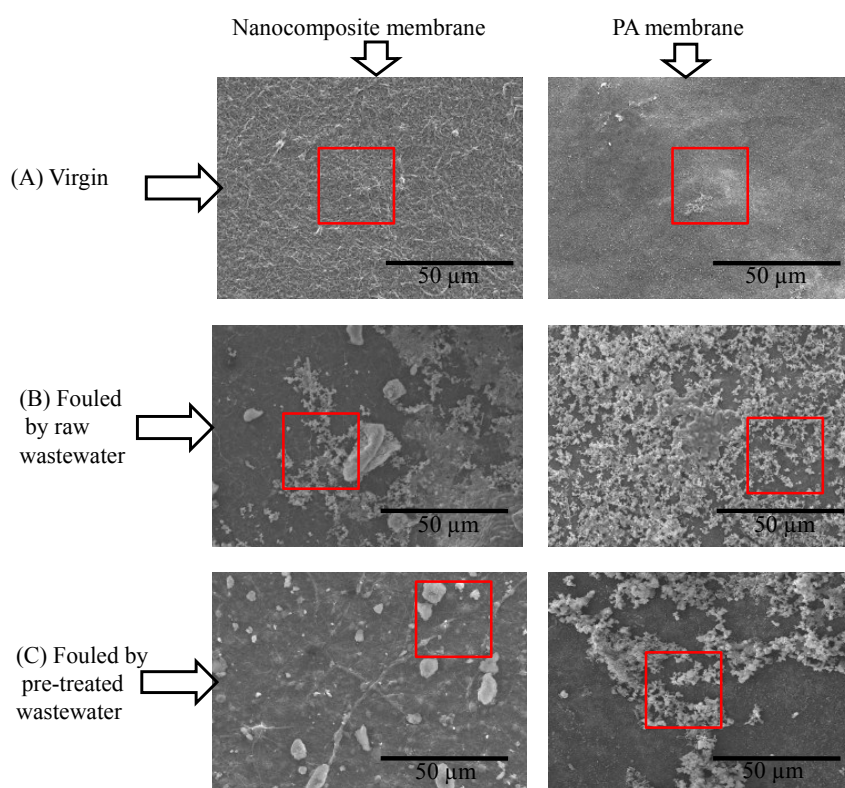 Nanocomposite membrane
PA membrane
(A) Virgin
50 µm
50 µm
(B) Fouled
by raw
wastewater
50 µm
50 µm
(C) Fouled by
pre-treated
wastewater
50 µm
50 µm